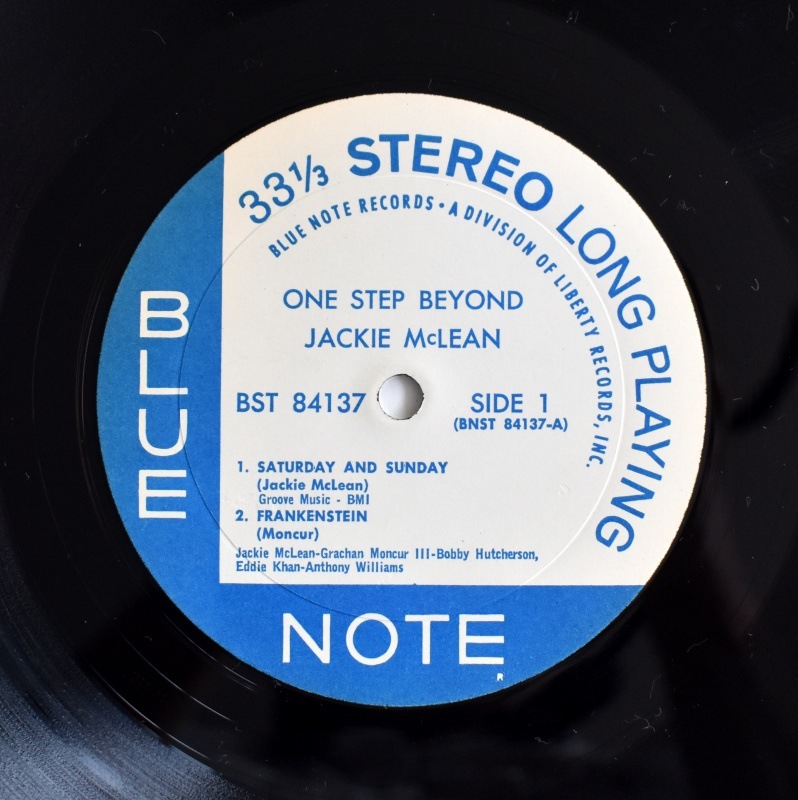 33⅓ STEREO LONG PLAYING
BLUE NOTE RECORDS • A DIVISION OF LIBERTY RECORDS, INC.
ONE STEP BEYOND
JACKIE McLEAN
BST 84137
SIDE 1
(BNST 84137-A)
1. SATURDAY AND SUNDAY
(Jackie McLean)
Groove Music - BMI
2. FRANKENSTEIN
(Moncur)
Jackie McLean-Grachan Moncur III-Bobby Hutcherson,
Eddie Khan-Anthony Williams
BLUE
NOTE
R